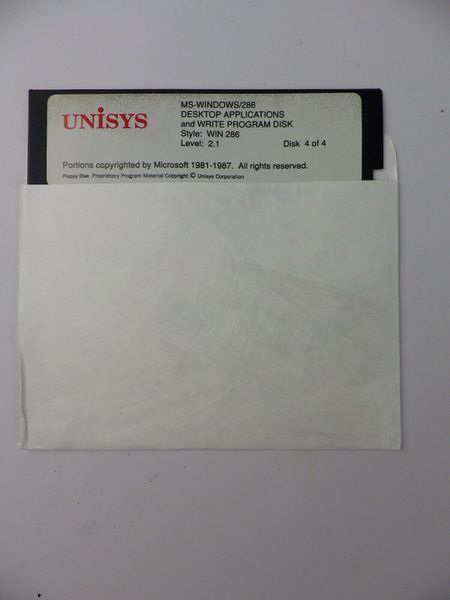 UNISYS
MS-WINDOWS/286
DESKTOP APPLICATIONS
and WRITE PROGRAM DISK
Style: WIN 286
Level: 2.1 Disk 4 of 4
Portions copyrighted by Microsoft 1981-1987. All rights reserved.
Floppy Disk. Proprietary Program Material Copyright © Unisys Corporation